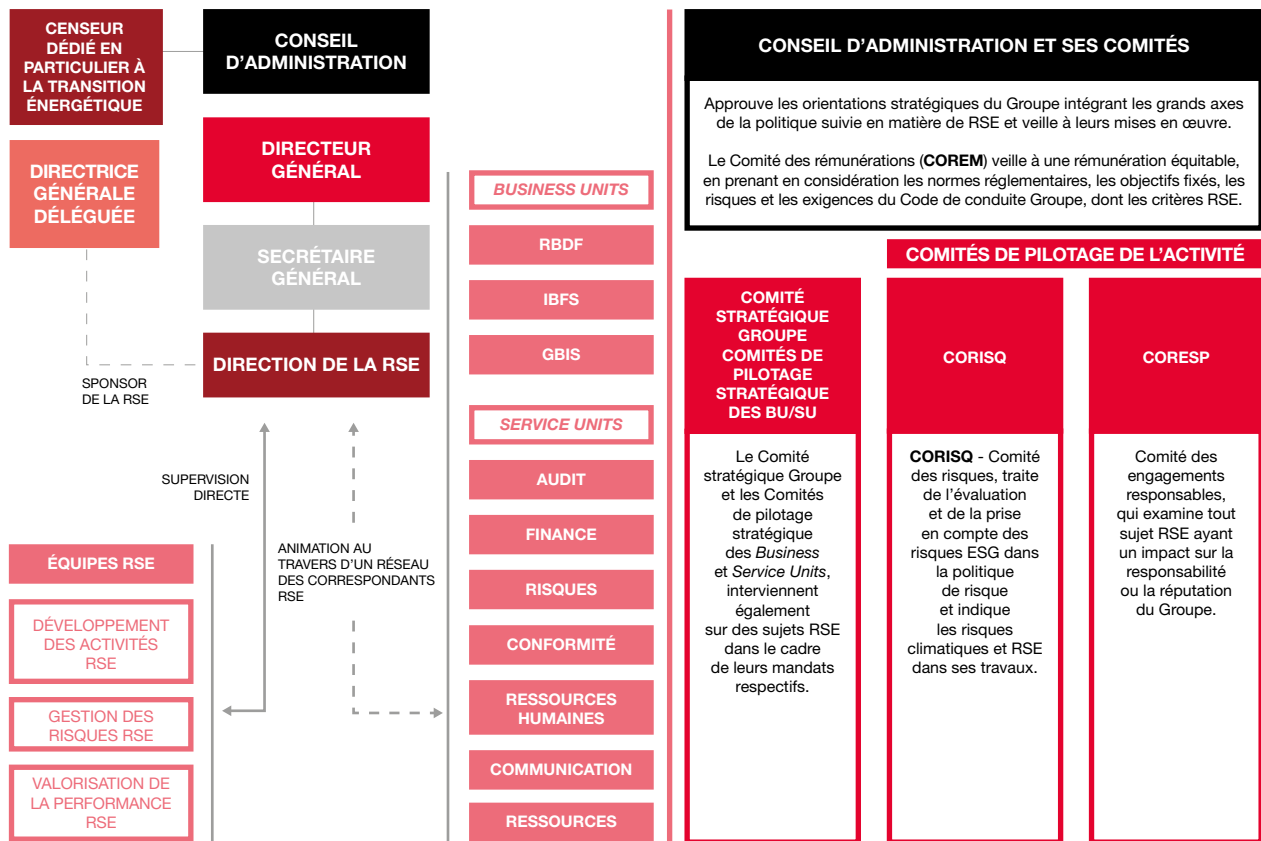 CENSEUR
DÉDIÉ EN
PARTICULIER À
LA TRANSITION
ÉNERGÉTIQUE
CONSEIL
D’ADMINISTRATION
DIRECTRICE
GÉNÉRALE
DÉLÉGUÉE
DIRECTEUR
GÉNÉRAL
SECRÉTAIRE
GÉNÉRAL
DIRECTION DE LA RSE
SPONSOR
DE LA RSE
SUPERVISION
DIRECTE
ANIMATION AU
TRAVERS D’UN RÉSEAU
DES CORRESPONDANTS
RSE
ÉQUIPES RSE
DÉVELOPPEMENT
DES ACTIVITÉS
RSE
GESTION DES
RISQUES RSE
VALORISATION DE
LA PERFORMANCE
RSE
BUSINESS UNITS
RBDF
IBFS
GBIS
SERVICE UNITS
AUDIT
FINANCE
RISQUES
CONFORMITÉ
RESSOURCES
HUMAINES
COMMUNICATION
RESSOURCES
CONSEIL D’ADMINISTRATION ET SES COMITÉS
Approuve les orientations stratégiques du Groupe intégrant les grands axes
de la politique suivie en matière de RSE et veille à leurs mises en œuvre.
Le Comité des rémunérations (COREM) veille à une rémunération équitable,
en prenant en considération les normes réglementaires, les objectifs fixés, les
risques et les exigences du Code de conduite Groupe, dont les critères RSE.
COMITÉS DE PILOTAGE DE L’ACTIVITÉ
COMITÉ
STRATÉGIQUE
GROUPE
COMITÉS DE
PILOTAGE
STRATÉGIQUE
DES BU/SU
Le Comité
stratégique Groupe
et les Comités
de pilotage
stratégique
des Business
et Service Units,
interviennent
également
sur des sujets RSE
dans le cadre
de leurs mandats
respectifs.
CORISQ
CORISQ - Comité
des risques, traite
de l’évaluation
et de la prise
en compte des
risques ESG dans
la politique
de risque
et indique
les risques
climatiques et RSE
dans ses travaux.
CORESP
Comité des
engagements
responsables,
qui examine tout
sujet RSE ayant
un impact sur la
responsabilité
ou la réputation
du Groupe.